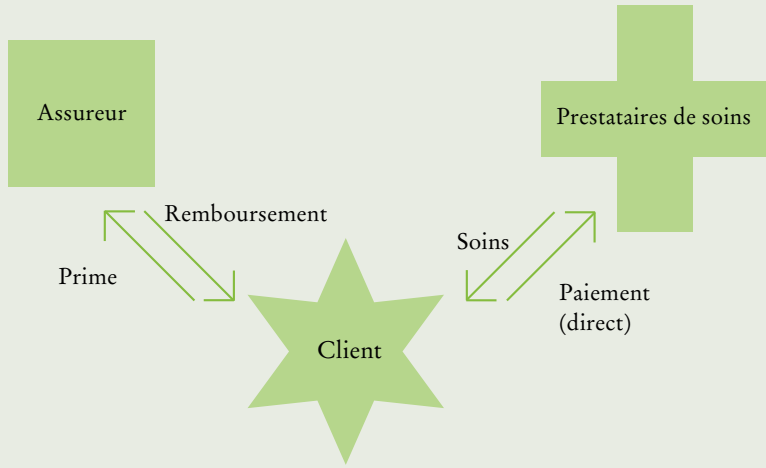 Assureur
Prestataires de soins
Remboursement
Soins
Prime
Paiement
(direct)
Client